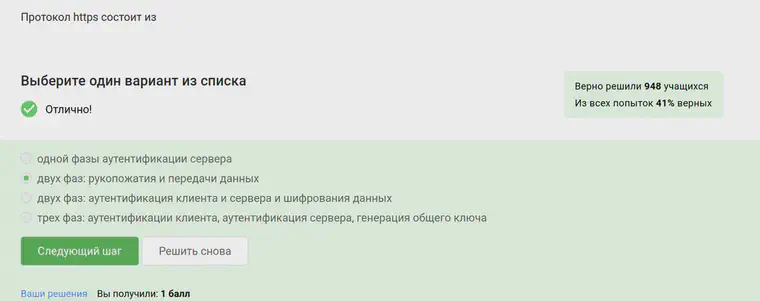 Протокол https состоит из
Выберите один вариант из списка
Отлично!
Верно решили 948 учащихся
Из всех попыток 41% верных
одной фазы аутентификации сервера
двух фаз: рукопожатия и передачи данных
двух фаз: аутентификация клиента и сервера и шифрования данных
трех фаз: аутентификации клиента, аутентификация сервера, генерация общего ключа
Следующий шаг
Решить снова
Ваши решения Вы получили: 1 балл